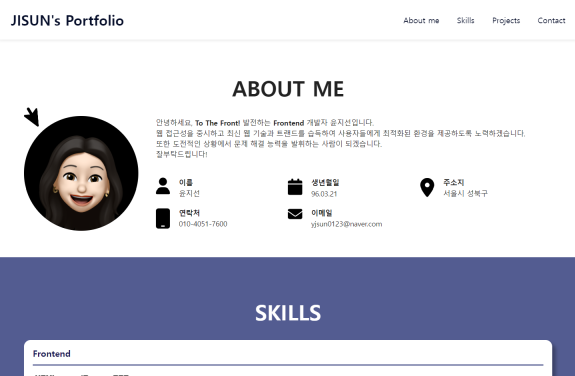 JISUN's Portfolio
About me Skills Projects Contact
ABOUT ME
안녕하세요, To The Front! 발전하는 Frontend 개발자 윤지선입니다.
웹 접근성을 중시하고 최신 웹 기술과 트랜드를 습득하여 사용자들에게 최적화된 환경을 제공하도록 노력하겠습니다.
또한 도전적인 상황에서 문제 해결 능력을 발휘하는 사람이 되겠습니다.
잘부탁드립니다!
이름 생년월일 주소지
윤지선 96.03.21 서울시 성북구
연락처 이메일
010-4051-7600 yjsun0123@naver.com
SKILLS
Frontend